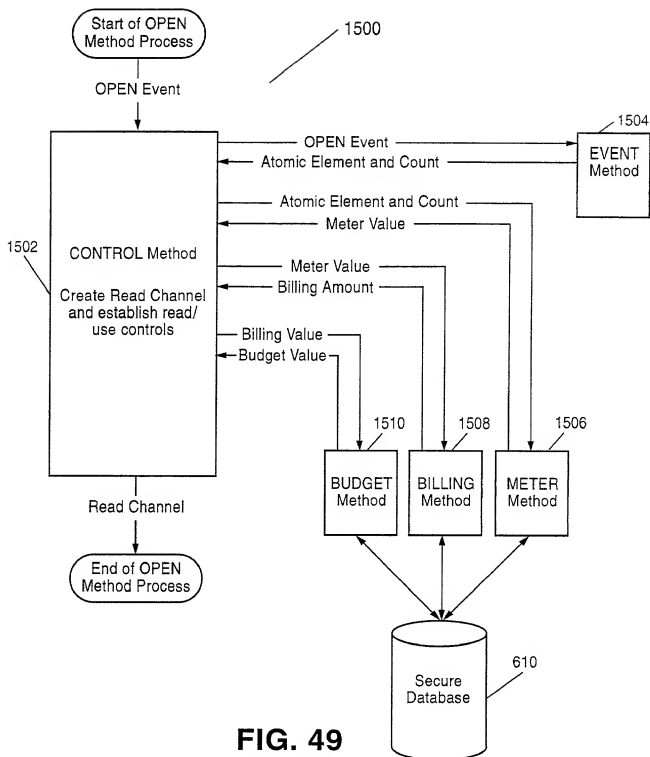 Start of OPEN
Method Process
1500
OPEN Event
1504
OPEN Event
Atomic Element and Count
EVENT
Method
Atomic Element and Count
Meter Value
1502
CONTROL Method
Create Read Channel
and establish read/
use controls
Meter Value
Billing Amount
Billing Value
Budget Value
1510
1508
1506
BUDGET
Method
BILLING
Method
METER
Method
Read Channel
End of OPEN
Method Process
Secure
Database
610
FIG. 49